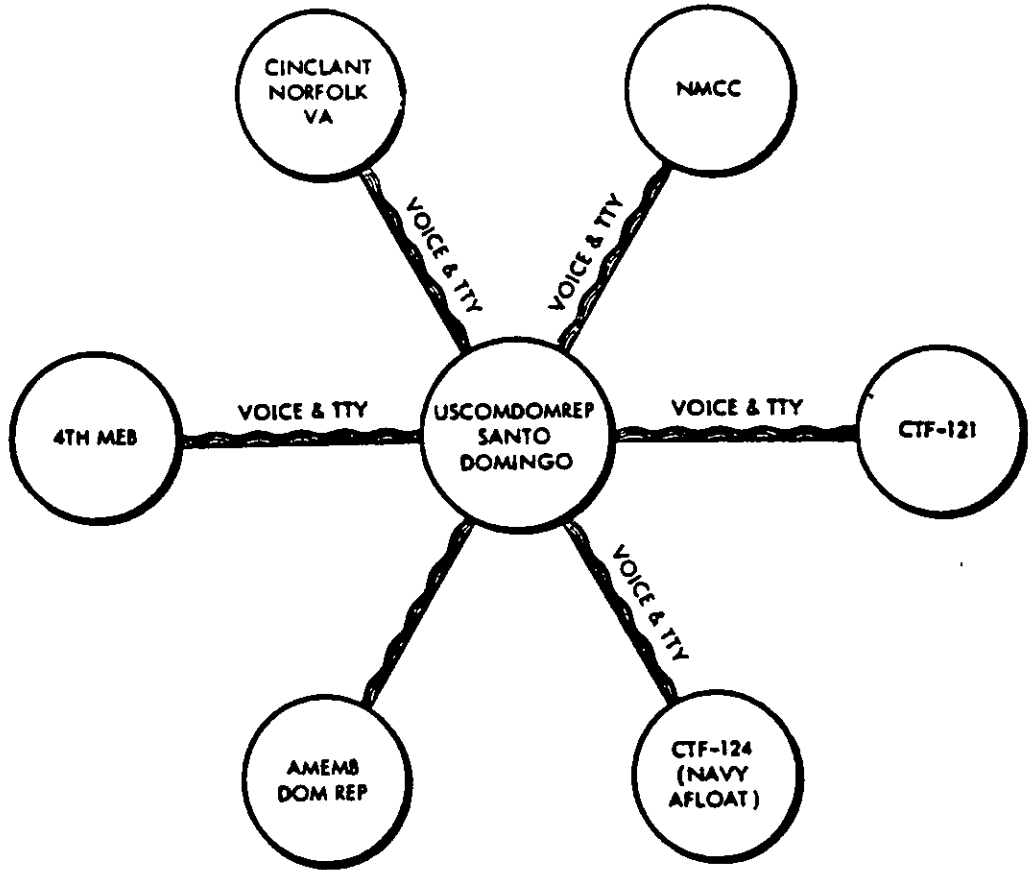 CINCLANT
NORFOLK
VA
NMCC
VOICE & TTY
VOICE & TTY
4TH MEB
VOICE & TTY
USCOMDOMREP
SANTO
DOMINGO
VOICE & TTY
CTF-121
VOICE & TTY
AMEMB
DOM REP
CTF-124
(NAVY
AFLOAT)